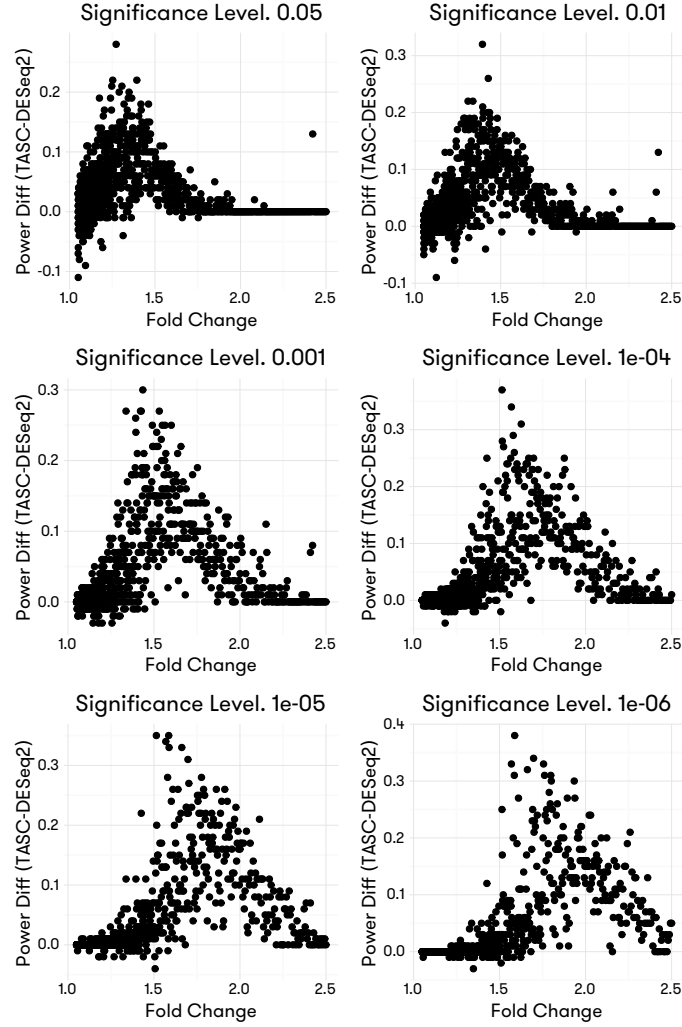 Significance Level. 0.05
Power Diff (TASC-DESeq2)
0.2
0.1
0.0
-0.1
1.0 1.5 2.0 2.5
Fold Change
Significance Level. 0.01
Power Diff (TASC-DESeq2)
0.3
0.2
0.1
0.0
-0.1
1.0 1.5 2.0 2.5
Fold Change
Significance Level. 0.001
Power Diff (TASC-DESeq2)
0.3
0.2
0.1
0.0
1.0 1.5 2.0 2.5
Fold Change
Significance Level. 1e-04
Power Diff (TASC-DESeq2)
0.3
0.2
0.1
0.0
1.0 1.5 2.0 2.5
Fold Change
Significance Level. 1e-05
Power Diff (TASC-DESeq2)
0.3
0.2
0.1
0.0
1.0 1.5 2.0 2.5
Fold Change
Significance Level. 1e-06
Power Diff (TASC-DESeq2)
0.4
0.3
0.2
0.1
0.0
1.0 1.5 2.0 2.5
Fold Change